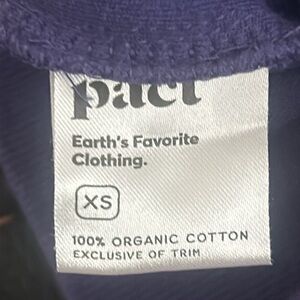 pact
Earth's Favorite
Clothing.
XS
100% ORGANIC COTTON
EXCLUSIVE OF TRIM